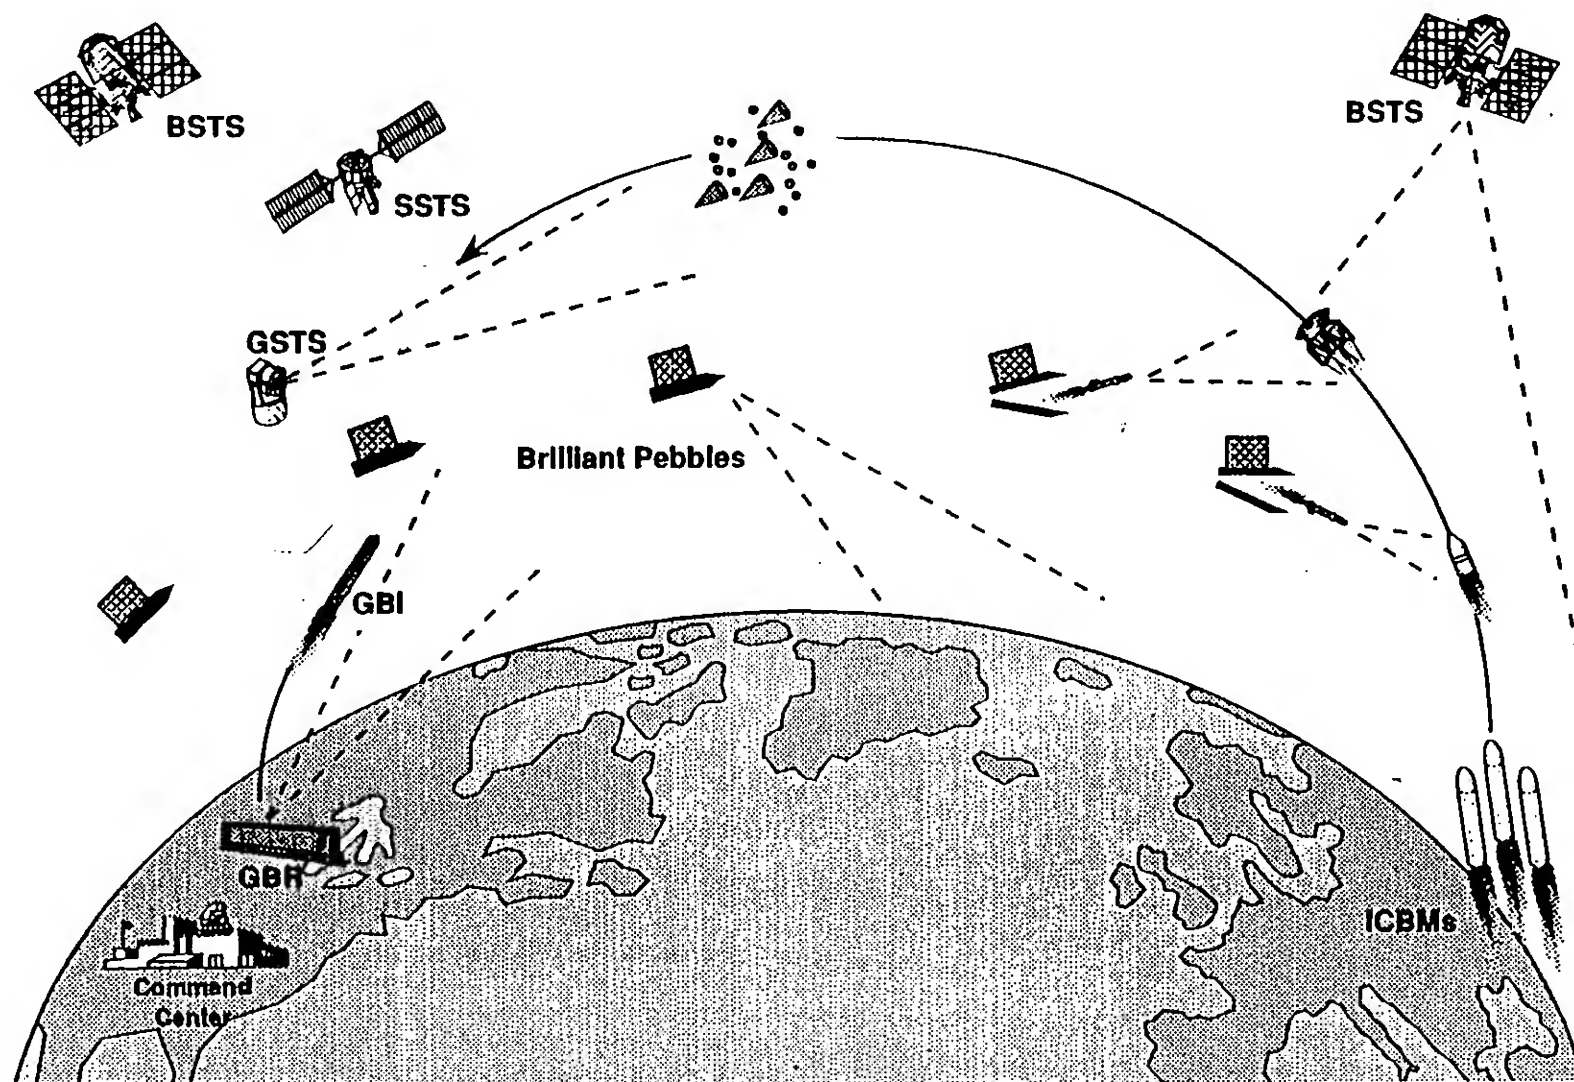 BSTS
BSTS
SSTS
GSTS
Brilliant Pebbles
GBI
GBR
ICBMs
Command
Center